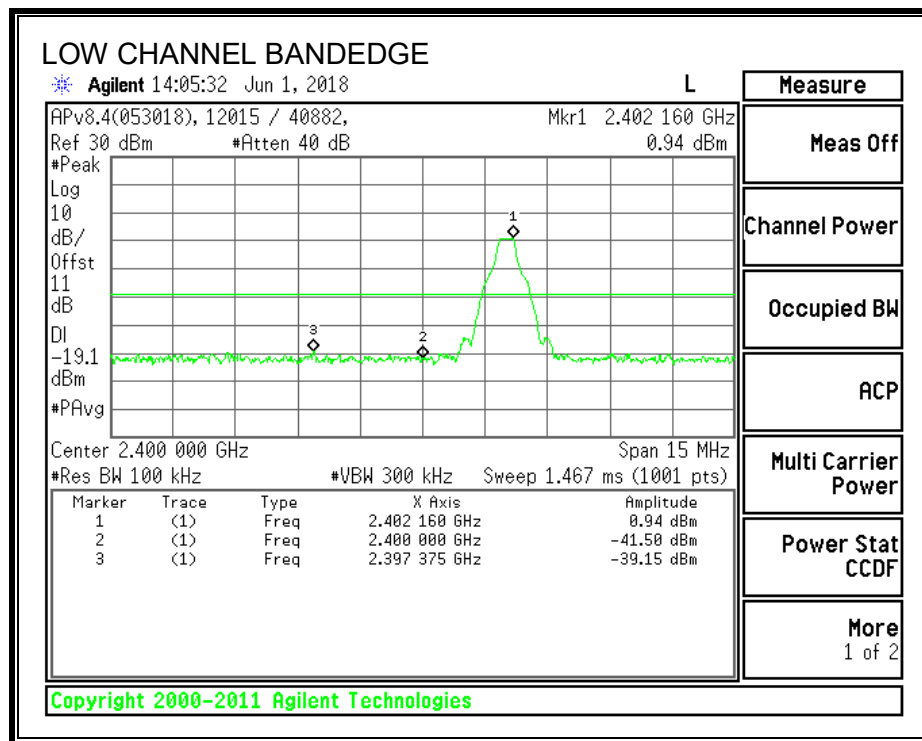 LOW CHANNEL BANDEDGE
Agilent 14:05:32 Jun 1, 2018 L
APv8.4(053018), 12015 / 40882, Mkr1 2.402 160 GHz
Ref 30 dBm #Atten 40 dB 0.94 dBm
#Peak
Log
10
dB/
Offst
11
dB
DI
-19.1
dBm
#PAvg
1
3
2
Center 2.400 000 GHz Span 15 MHz
#Res BW 100 kHz #VBW 300 kHz Sweep 1.467 ms (1001 pts)
Marker Trace Type X Axis Amplitude
1 (1) Freq 2.402 160 GHz 0.94 dBm
2 (1) Freq 2.400 000 GHz -41.50 dBm
3 (1) Freq 2.397 375 GHz -39.15 dBm
Measure
Meas Off
Channel Power
Occupied BW
ACP
Multi Carrier
Power
Power Stat
CCDF
More
1 of 2
Copyright 2000-2011 Agilent Technologies